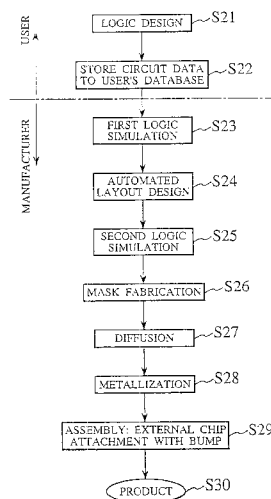 USER
MANUFACTURER
LOGIC DESIGN
S21
STORE CIRCUIT DATA
TO USER'S DATABASE
S22
FIRST LOGIC
SIMULATION
S23
AUTOMATED
LAYOUT DESIGN
S24
SECOND LOGIC
SIMULATION
S25
MASK FABRICATION
S26
DIFFUSION
S27
METALLIZATION
S28
ASSEMBLY: EXTERNAL CHIP
ATTACHMENT WITH BUMP
S29
PRODUCT
S30